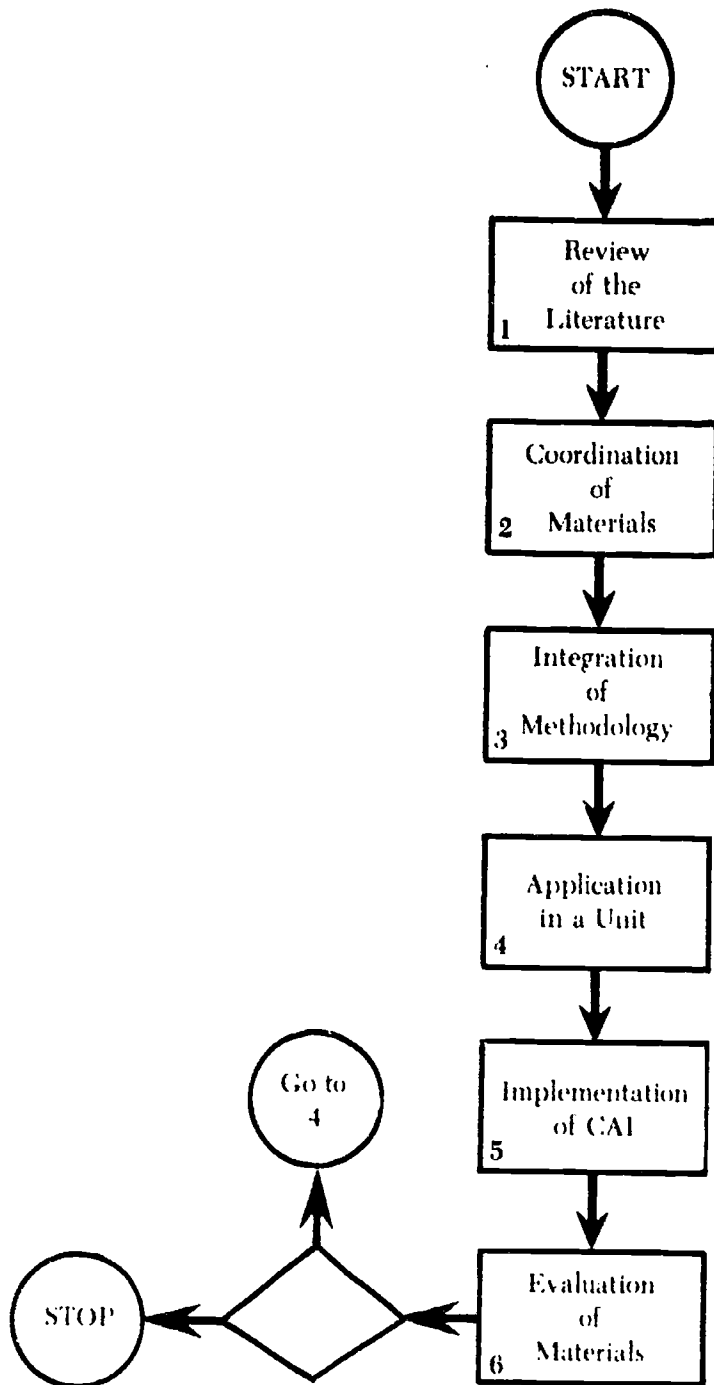 START
Review
of the
Literature
1
Coordination
of
Materials
2
Integration
of
Methodology
3
Application
in a Unit
4
Implementation
of CAI
5
Evaluation
of
Materials
6
Go to
4
STOP